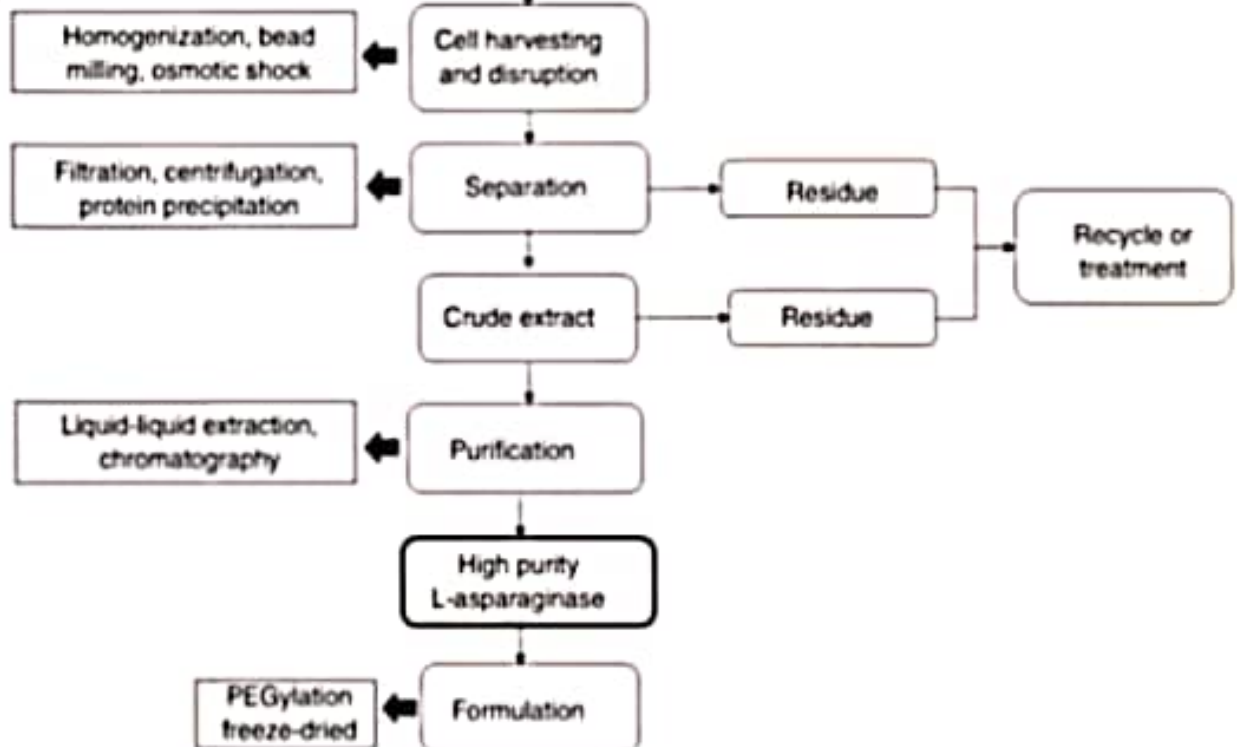 Homogenization, bead
milling, osmotic shock
Cell harvesting
and disruption
Filtration, centrifugation,
protein precipitation
Separation
Residue
Recycle or
treatment
Crude extract
Residue
Liquid-liquid extraction,
chromatography
Purification
High purity
L-asparaginase
PEGylation
freeze-dried
Formulation